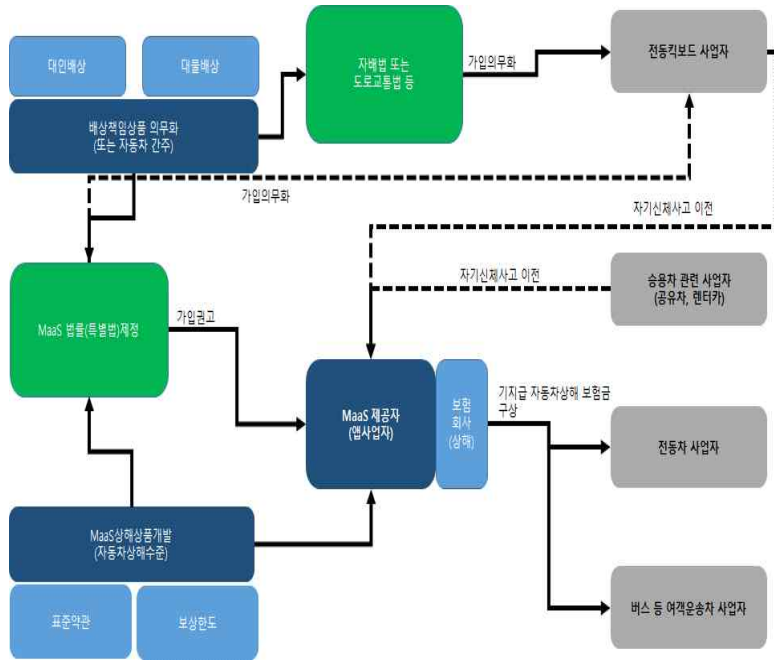 대인배상
대물배상
배상책임상품 의무화
(또는 자동차 간주)
자배법 또는
도로교통법 등
가입의무화
전동킥보드 사업자
가입의무화
자기신체사고 이전
자기신체사고 이전
승용차 관련 사업자
(공유차, 렌터카)
MaaS 법률(특별법)제정
가입권고
MaaS 제공자
(앱사업자)
보험
회사
(상해)
기지급 자동차상해 보험금
구상
전동차 사업자
MaaS상해상품개발
(자동차상해수준)
표준약관
보상한도
버스 등 여객운송차 사업자